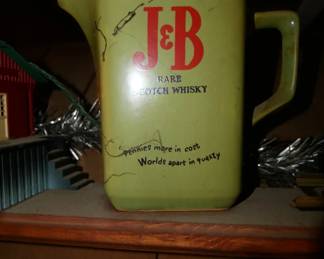 J&B
RARE
SCOTCH WHISKY
Pennies more in cost
Worlds apart in quality